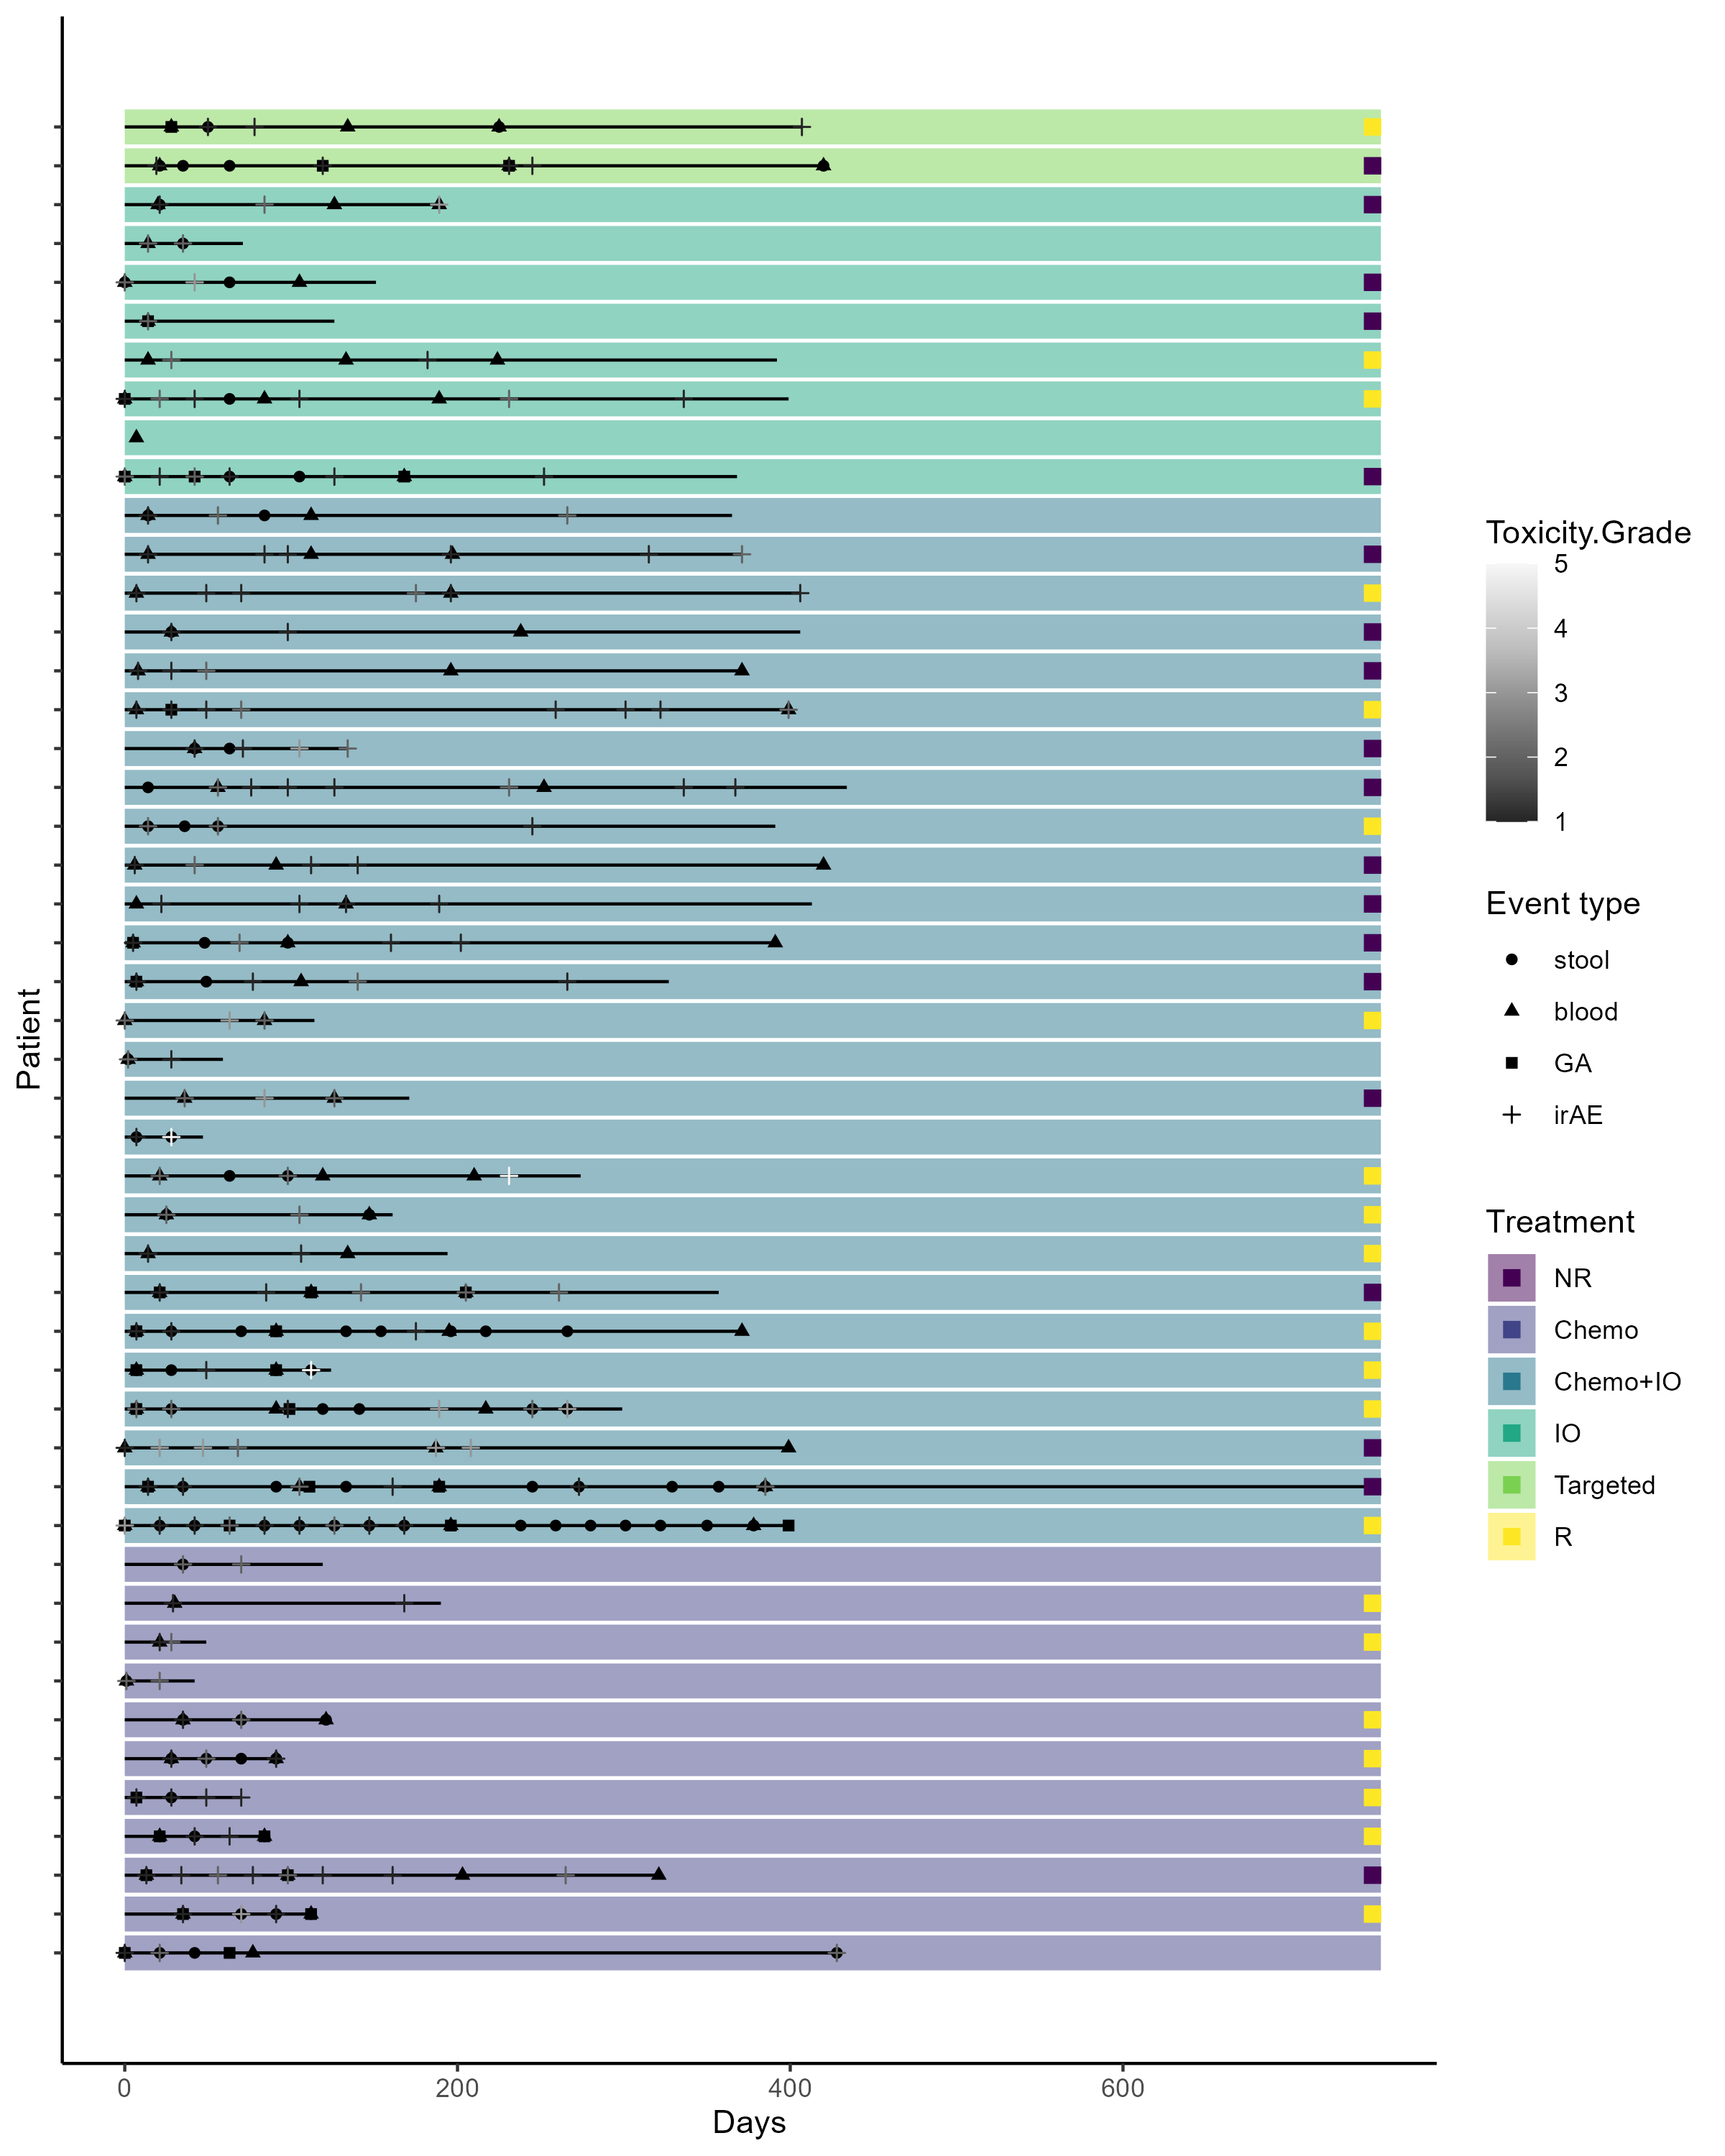 Patient
0
200
400
600
Days
Toxicity.Grade
5
4
3
2
1
Event type
stool
blood
GA
irAE
Treatment
NR
Chemo
Chemo+IO
IO
Targeted
R